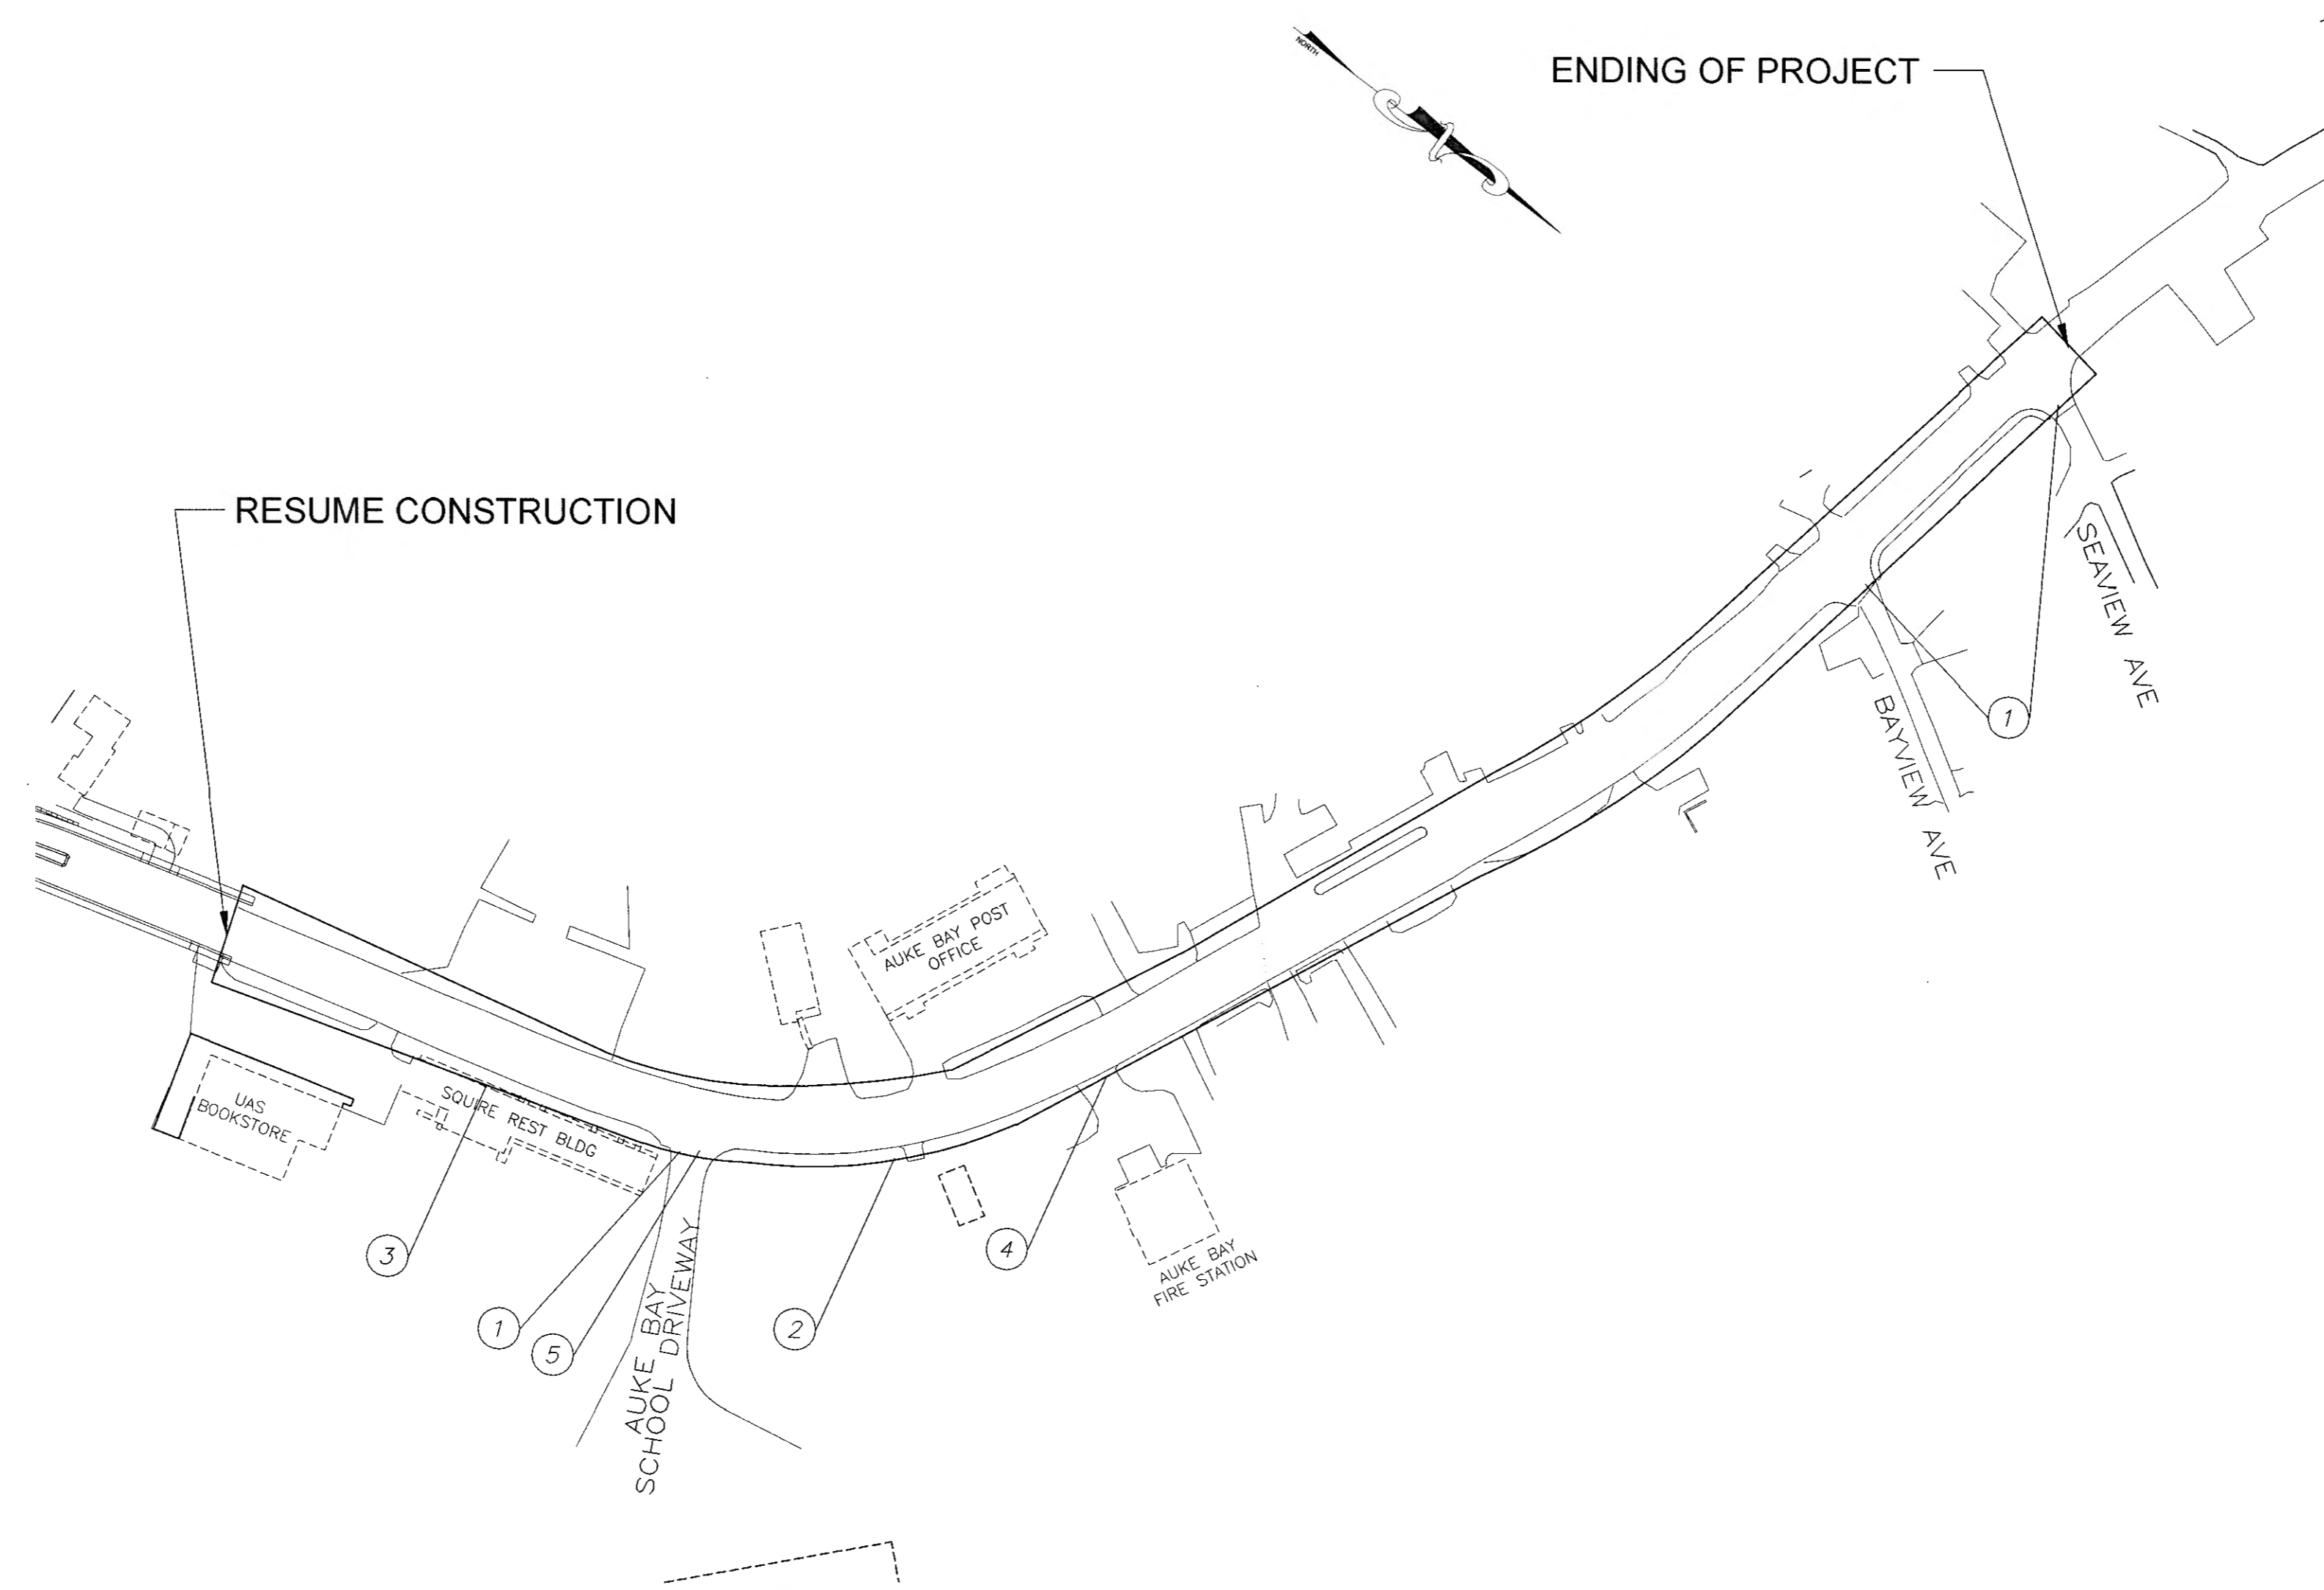 NORTH
ENDING OF PROJECT
RESUME CONSTRUCTION
SEAVIEW AVE
1
BAYVIEW AVE
AUKE BAY POST
OFFICE
UAS
BOOKSTORE
SQUIRE REST BLDG
3
1
5
2
4
AUKE BAY
FIRE STATION
AUKE BAY
SCHOOL DRIVEWAY